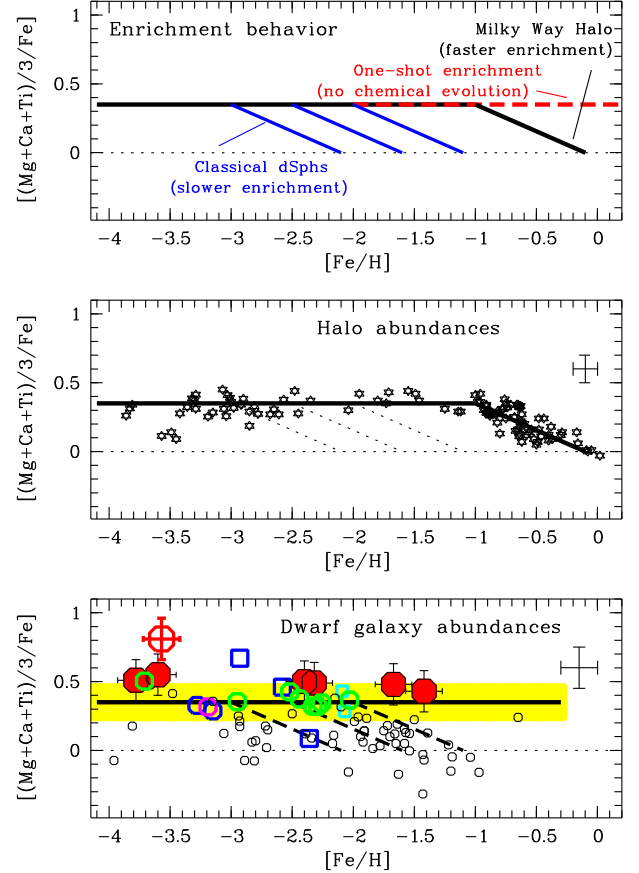 Enrichment behavior
Milky Way Halo
(faster enrichment)
One-shot enrichment
(no chemical evolution)
Classical dSphs
(slower enrichment)
[(Mg+Ca+Ti)/3/Fe]
1
0.5
0
−4 −3.5 −3 −2.5 −2 −1.5 −1 −0.5 0
[Fe/H]
Halo abundances
[(Mg+Ca+Ti)/3/Fe]
1
0.5
0
−4 −3.5 −3 −2.5 −2 −1.5 −1 −0.5 0
[Fe/H]
Dwarf galaxy abundances
[(Mg+Ca+Ti)/3/Fe]
1
0.5
0
−4 −3.5 −3 −2.5 −2 −1.5 −1 −0.5 0
[Fe/H]